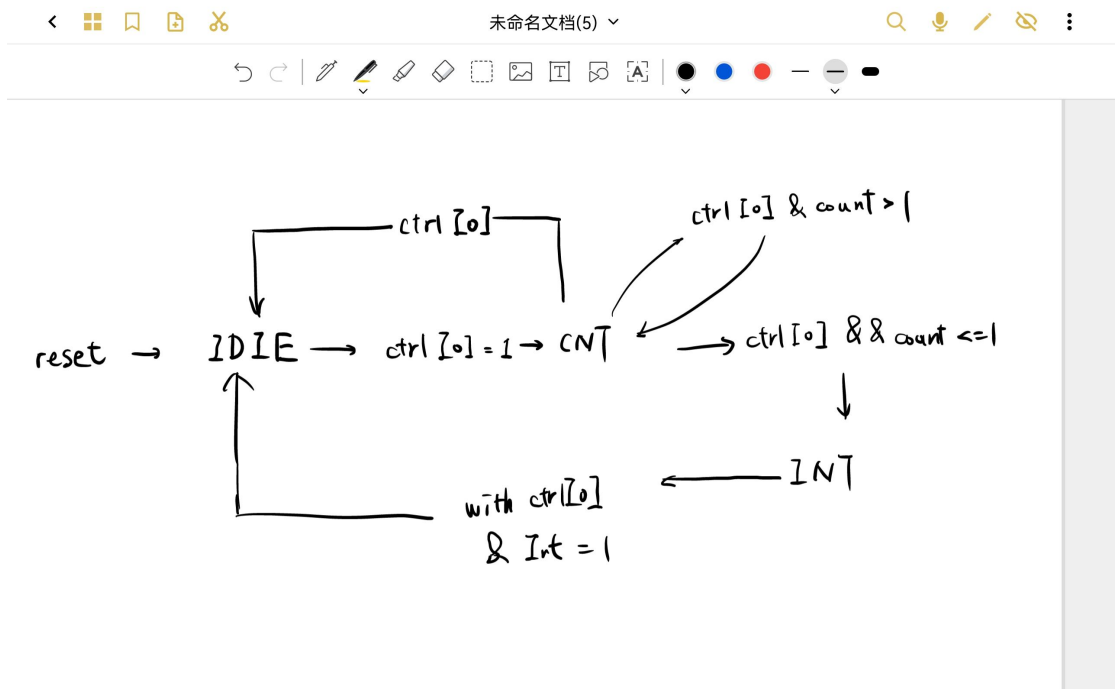 未命名文档(5)
T
A
ctrl [0] & count > 1
ctrl [0]
reset → IDIE → ctrl [0] = 1 → CNT → ctrl [0] && count <=1
INT
with ctrl[0]
& Int = 1